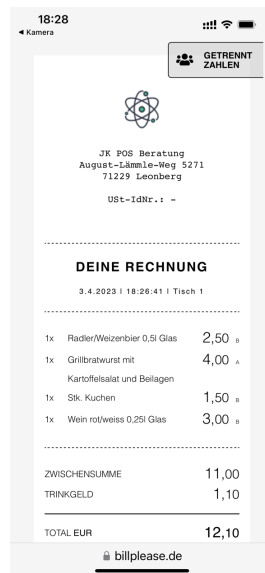 18:28
◀ Kamera
GETRENNT
ZAHLEN
JK POS Beratung
August-Lämmle-Weg 5271
71229 Leonberg
USt-IdNr.: -
DEINE RECHNUNG
3.4.2023 | 18:26:41 | Tisch 1
1x Radler/Weizenbier 0,5l Glas 2,50 B
1x Grillbratwurst mit 4,00 A
Kartoffelsalat und Beilagen
1x Stk. Kuchen 1,50 B
1x Wein rot/weiss 0,25l Glas 3,00 B
ZWISCHENSUMME 11,00
TRINKGELD 1,10
TOTAL EUR 12,10
billplease.de